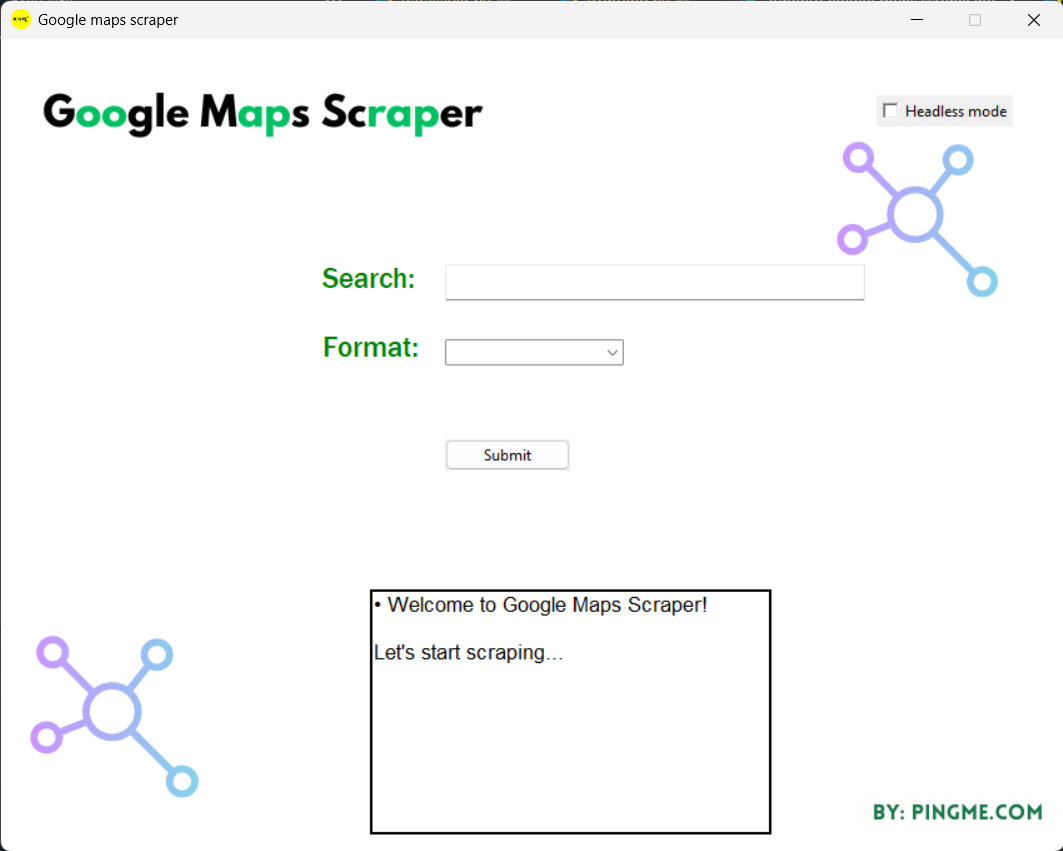 Google maps scraper
Google Maps Scraper
Headless mode
Search:
Format:
Submit
• Welcome to Google Maps Scraper!
Let's start scraping...
BY: PINGME.COM